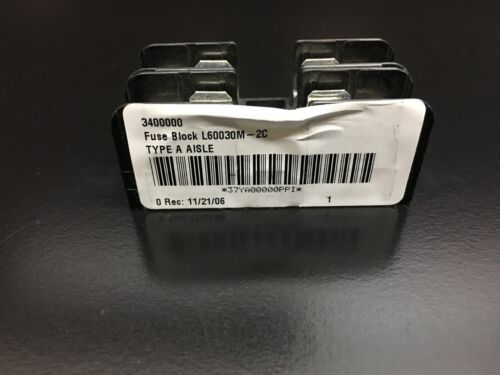 3400000
Fuse Block L60030M-2C
TYPE A AISLE
*37YA00000PPI*
0 Rec: 11/21/06 1